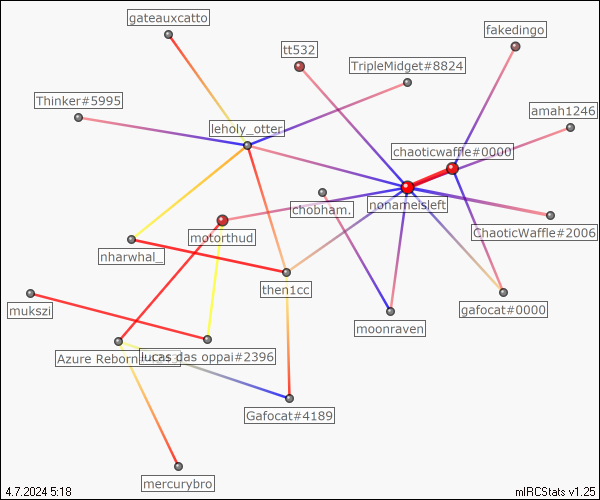 gateauxcatto
fakedingo
tt532
TripleMidget#8824
Thinker#5995
amah1246
leholy_otter
chaoticwaffle#0000
chobham.
nonameisleft
ChaoticWaffle#2006
motorthud
nharwhal_
then1cc
mukszi
gafocat#0000
moonraven
Azure Reborn
lucas das oppai#2396
Gafocat#4189
mercurybro
4.7.2024 5:18
mIRCStats v1.25